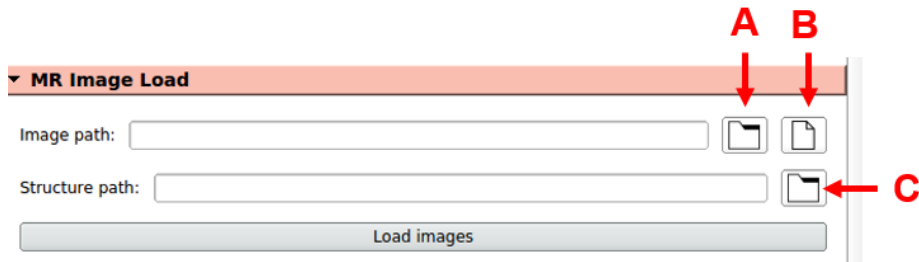 A B
MR Image Load
Image path:
Structure path:
C
Load images